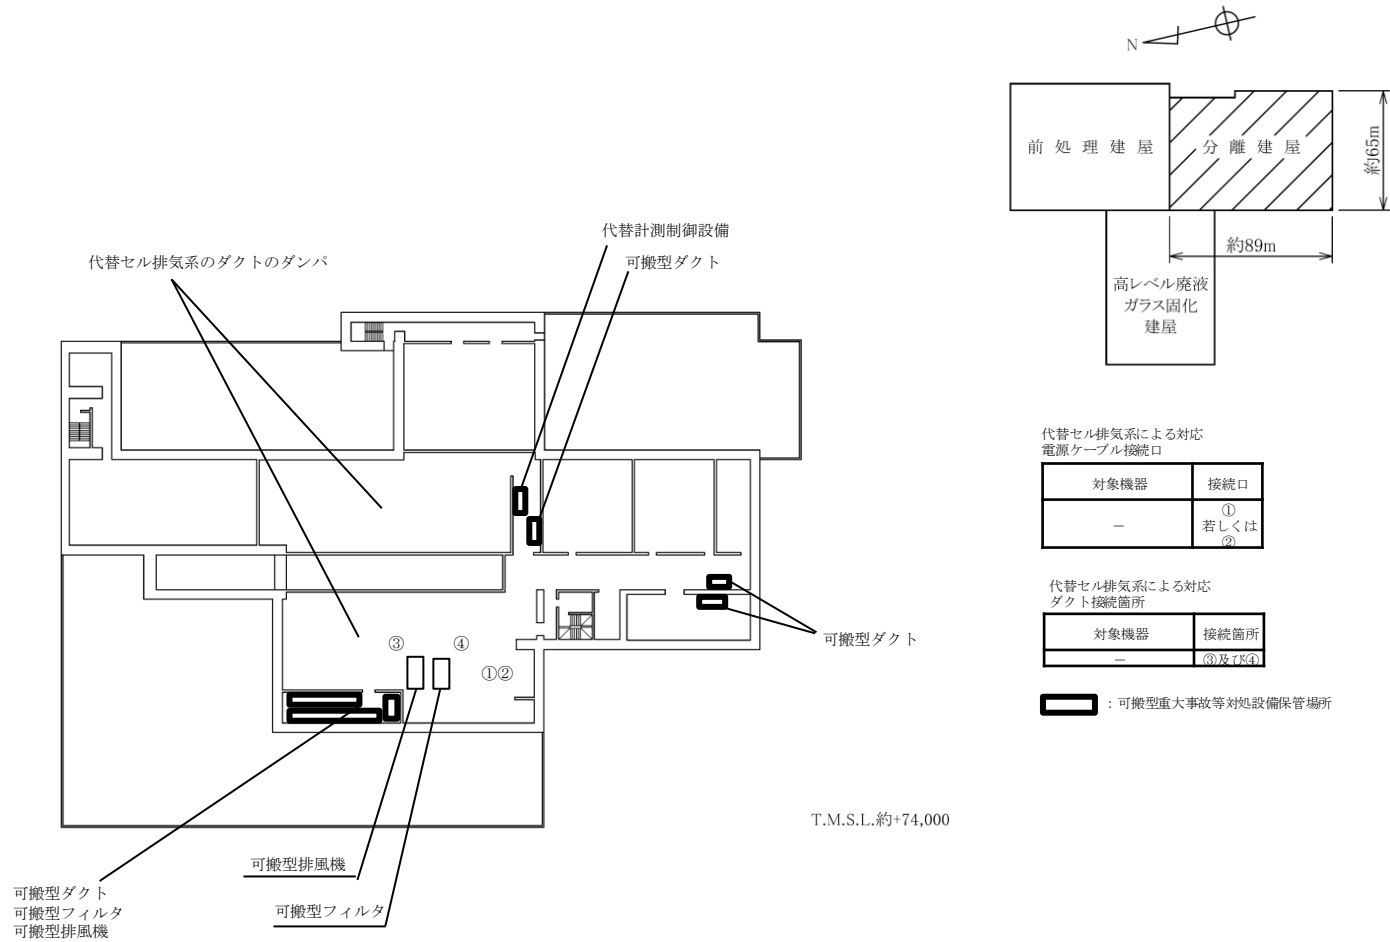 N
前処理建屋
分離建屋
約65m
約89m
高レベル廃液
ガラス固化
建屋
代替計測制御設備
可搬型ダクト
代替セル排気系のダクトのダンパ
代替セル排気系による対応
電源ケーブル接続口
対象機器 接続口
－ ①
若しくは
②
代替セル排気系による対応
ダクト接続箇所
対象機器 接続箇所
－ ③及び④
：可搬型重大事故等対処設備保管場所
可搬型ダクト
③ ④
①②
T.M.S.L.約+74,000
可搬型排風機
可搬型フィルタ
可搬型ダクト
可搬型フィルタ
可搬型排風機